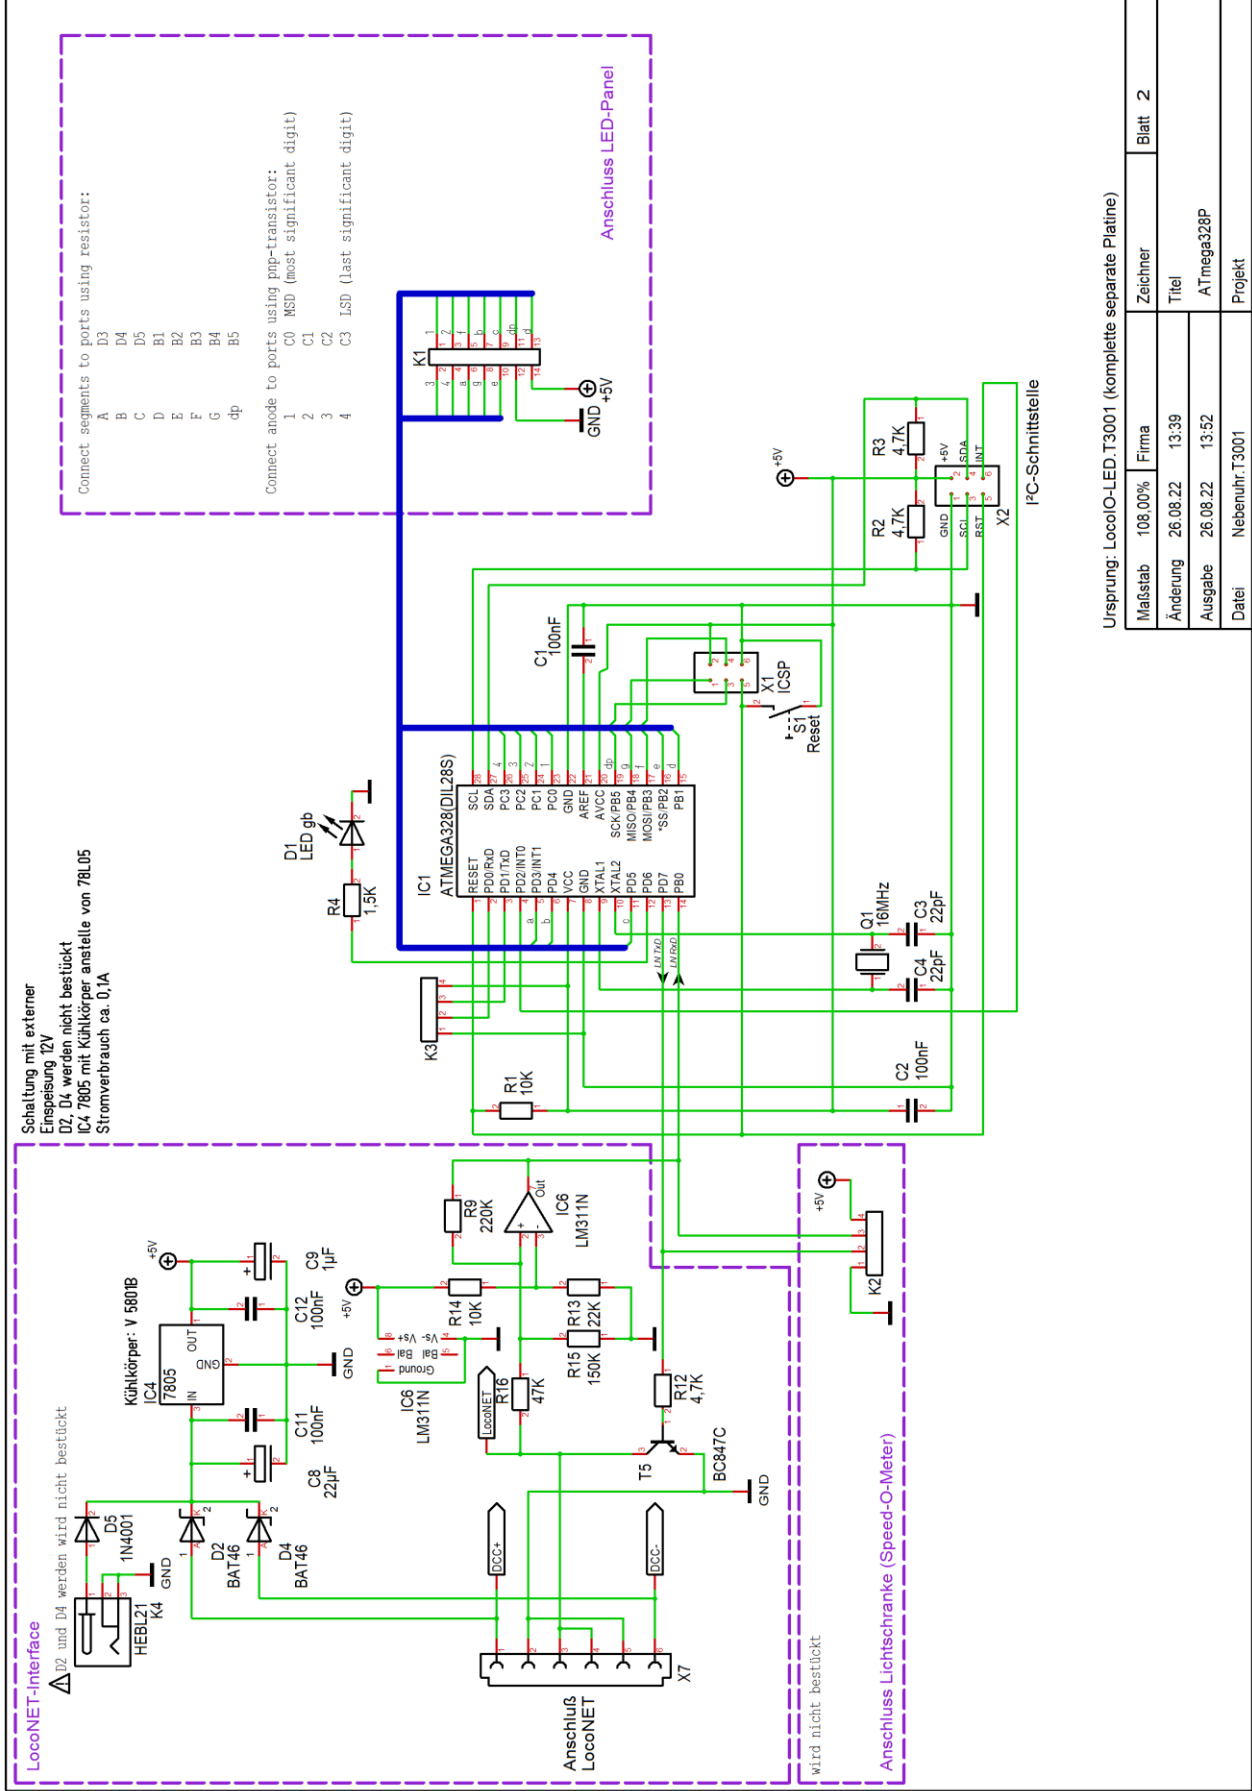 LocoNET-Interface
D2 und D4 werden wird nicht bestückt
HEBL21
K4
GND
D5
1N4001
D2
BAT46
D4
BAT46
Kühlkörper: V 5801B
IC4
7805
IN
OUT
GND
C8
22µF
C11
100nF
C12
100nF
C9
1µF
+5V
GND
Schaltung mit externer
Einspeisung 12V
D2, D4 werden nicht bestückt
IC4 7805 mit Kühlkörper anstelle von 78L05
Stromverbrauch ca. 0,1A
Anschluß
LocoNET
X7
DCC+
DCC-
LocoNET
IC6
LM311N
Ground
Bal
Bal
Vs-
Vs+
+5V
R14
10K
R16
47K
R15
150K
R13
22K
R9
220K
IC6
LM311N
Out
T5
BC847C
R12
4,7K
GND
wird nicht bestückt
Anschluss Lichtschranke (Speed-O-Meter)
K2
+5V
K3
R1
10K
C2
100nF
R4
1,5K
D1
LED gb
IC1
ATMEGA328(DIL28S)
RESET
PD0/RxD
PD1/TxD
PD2/INT0
PD3/INT1
PD4
VCC
GND
XTAL1
XTAL2
PD5
PD6
PD7
PB0
SCL
SDA
PC3
PC2
PC1
PC0
GND
AREF
AVCC
SCK/PB5
MISO/PB4
MOSI/PB3
*SS/PB2
PB1
LN TxD
LN RxD
Q1
16MHz
C4
22pF
C3
22pF
C1
100nF
X1
ICSP
S1
Reset
R2
4,7K
R3
4,7K
+5V
GND
SCL
RST
+5V
SDA
INT
X2
I²C-Schnittstelle
Connect segments to ports using resistor:
A D3
B D4
C D5
D B1
E B2
F B3
G B4
dp B5
Connect anode to ports using pnp-transistor:
1 C0 MSD (most significant digit)
2 C1
3 C2
4 C3 LSD (last significant digit)
K1
GND
+5V
Anschluss LED-Panel
Ursprung: LocoIO-LED.T3001 (komplette separate Platine)
Maßstab 108,00% Firma Zeichner Blatt 2
Änderung 26.08.22 13:39 Titel
Ausgabe 26.08.22 13:52 ATmega328P
Datei Nebenuhr.T3001 Projekt